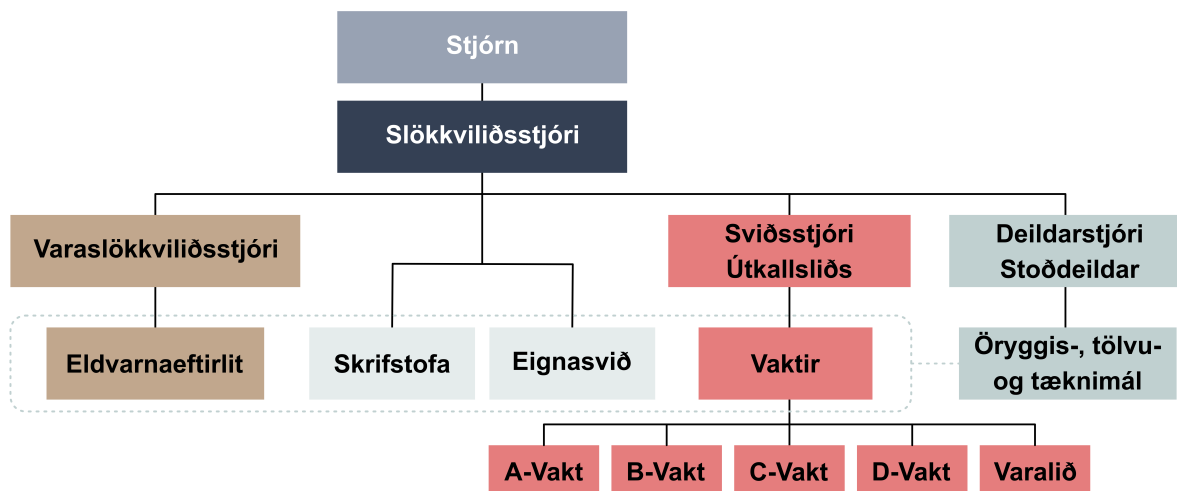 Stjórn
Slökkviliðsstjóri
Varaslökkviliðsstjóri
Sviðsstjóri
Útkallsliðs
Deildarstjóri
Stoðdeildar
Eldvarnaeftirlit
Skrifstofa
Eignasvið
Vaktir
Öryggis-, tölvu-
og tæknimál
A-Vakt
B-Vakt
C-Vakt
D-Vakt
Varalið